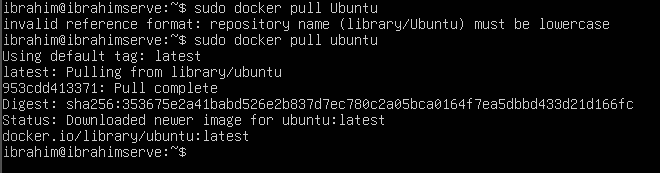 ibrahim@ibrahimserve:~$ sudo docker pull Ubuntu
invalid reference format: repository name (library/Ubuntu) must be lowercase
ibrahim@ibrahimserve:~$ sudo docker pull ubuntu
Using default tag: latest
latest: Pulling from library/ubuntu
953cdd413371: Pull complete
Digest: sha256:353675e2a41babd526e2b837d7ec780c2a05bca0164f7ea5dbbd433d21d166fc
Status: Downloaded newer image for ubuntu:latest
docker.io/library/ubuntu:latest
ibrahim@ibrahimserve:~$